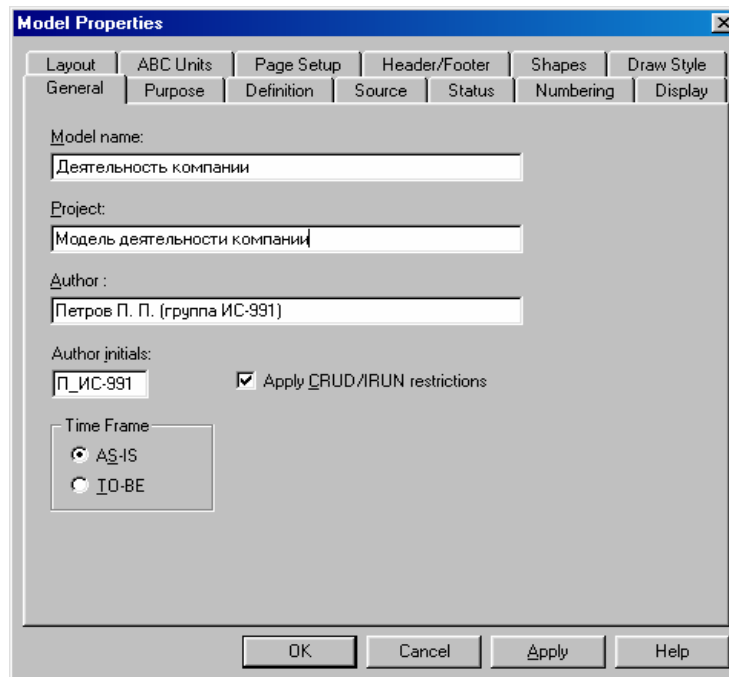 Model Properties
Layout ABC Units Page Setup Header/Footer Shapes Draw Style
General Purpose Definition Source Status Numbering Display
Model name:
Деятельность компании
Project:
Модель деятельности компании
Author :
Петров П. П. (группа ИС-991)
Author initials:
П_ИС-991 Apply CRUD/IRUN restrictions
Time Frame
AS-IS
TO-BE
OK Cancel Apply Help